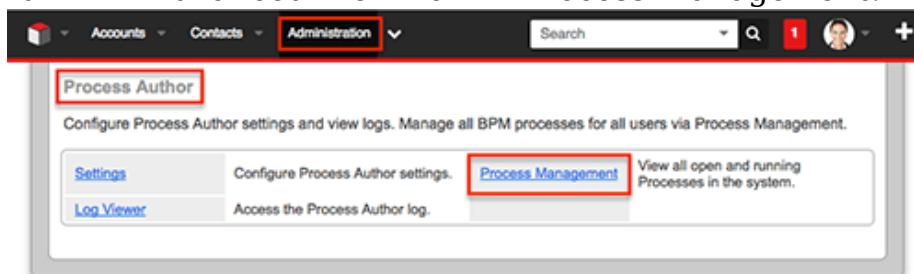 Accounts Contacts Administration Search 1
Process Author
Configure Process Author settings and view logs. Manage all BPM processes for all users via Process Management.
Settings Configure Process Author settings. Process Management View all open and running
Processes in the system.
Log Viewer Access the Process Author log.